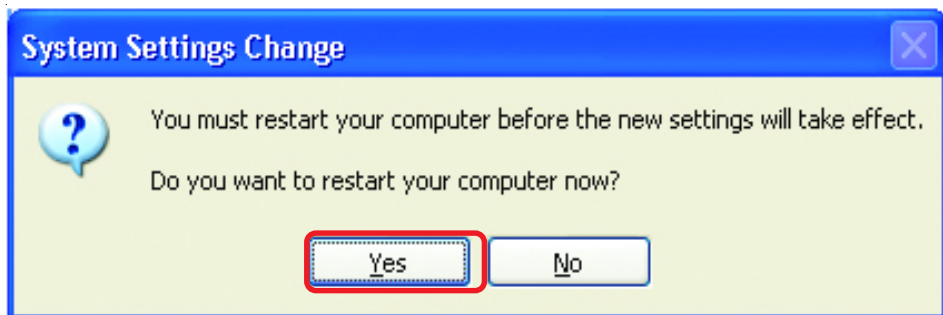 System Settings Change
You must restart your computer before the new settings will take effect.
Do you want to restart your computer now?
Yes
No